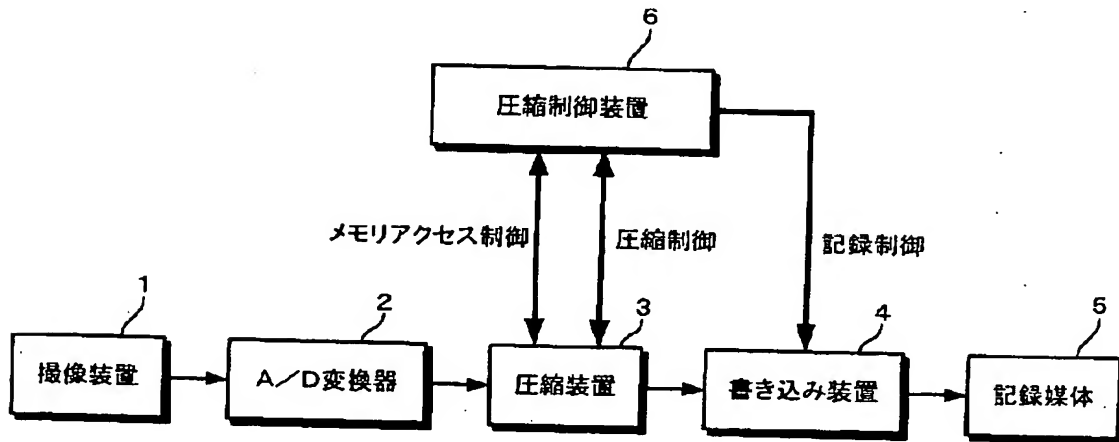 6
圧縮制御装置
メモリアクセス制御
圧縮制御
記録制御
1
2
3
4
5
撮像装置
A/D変換器
圧縮装置
書き込み装置
記録媒体